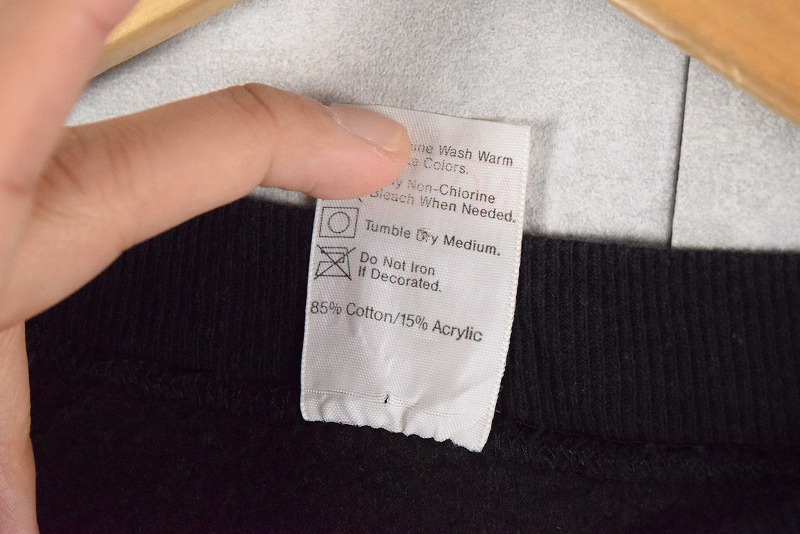 Wash Warm
Colors.
Non-Chlorine
Bleach When Needed.
Tumble Dry Medium.
Do Not Iron
If Decorated.
85% Cotton/15% Acrylic